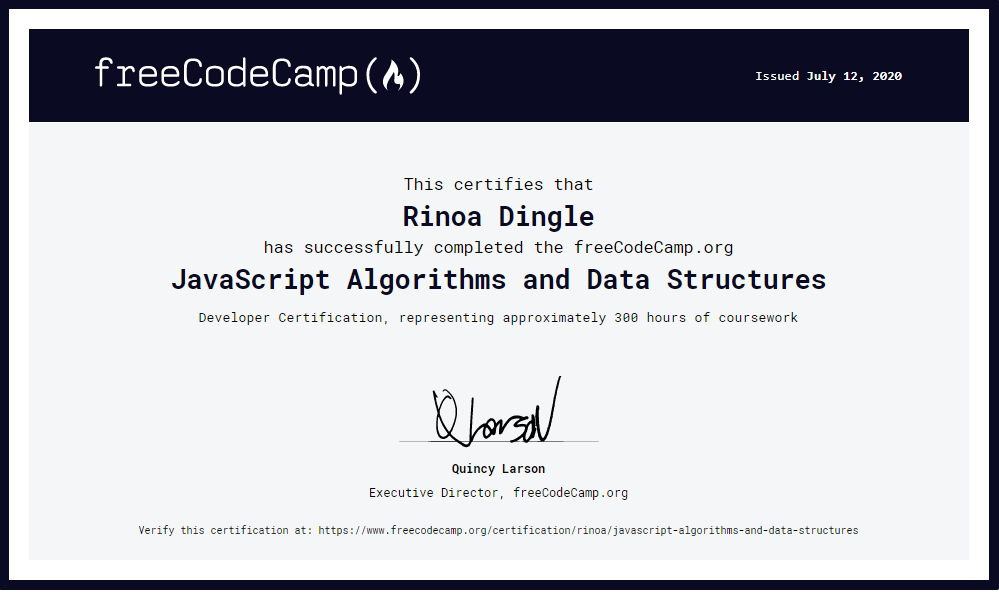 freeCodeCamp(🔥)
Issued July 12, 2020
This certifies that
Rinoa Dingle
has successfully completed the freeCodeCamp.org
JavaScript Algorithms and Data Structures
Developer Certification, representing approximately 300 hours of coursework
QLarson
Quincy Larson
Executive Director, freeCodeCamp.org
Verify this certification at: https://www.freecodecamp.org/certification/rinoa/javascript-algorithms-and-data-structures